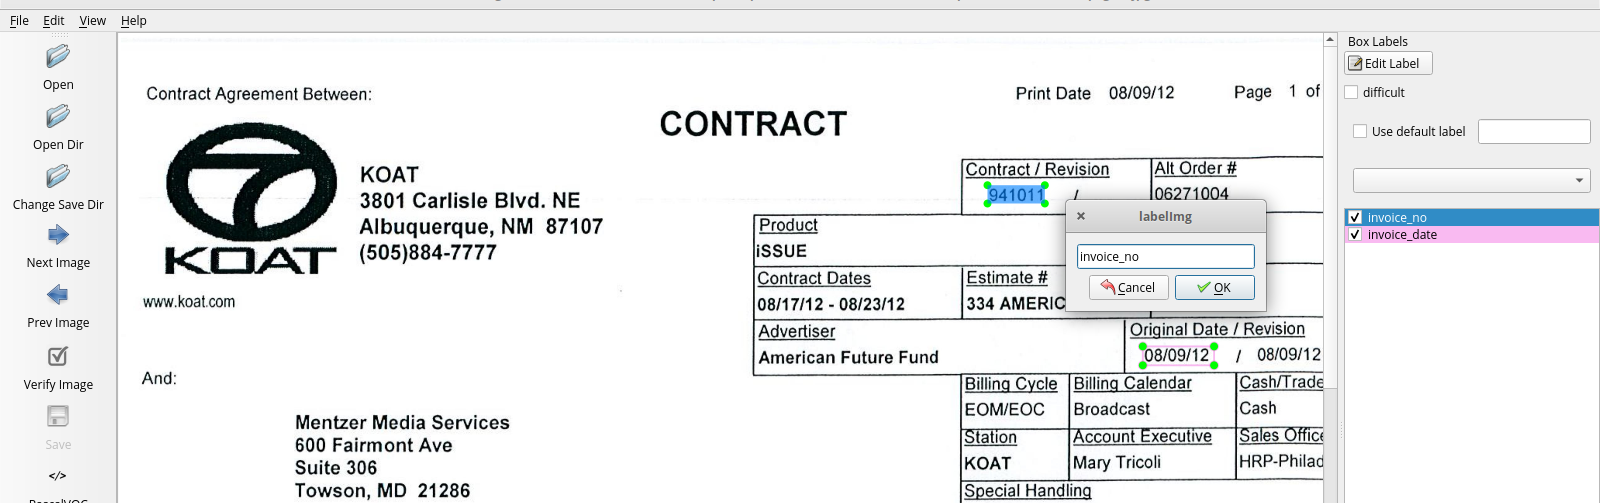 File Edit View Help
Open
Open Dir
Change Save Dir
Next Image
Prev Image
Verify Image
Save
</>
Contract Agreement Between:
Print Date 08/09/12 Page 1 of
CONTRACT
7
KOAT
KOAT
3801 Carlisle Blvd. NE
Albuquerque, NM 87107
(505)884-7777
www.koat.com
Contract / Revision Alt Order #
941011 / 06271004
Product
iSSUE
Contract Dates Estimate #
08/17/12 - 08/23/12 334 AMERIC
Advertiser Original Date / Revision
American Future Fund 08/09/12 / 08/09/12
And:
Billing Cycle Billing Calendar Cash/Trade
EOM/EOC Broadcast Cash
Station Account Executive Sales Office
KOAT Mary Tricoli HRP-Philad
Special Handling
Mentzer Media Services
600 Fairmont Ave
Suite 306
Towson, MD 21286
labelImg
invoice_no
Cancel OK
Box Labels
Edit Label
difficult
Use default label
invoice_no
invoice_date